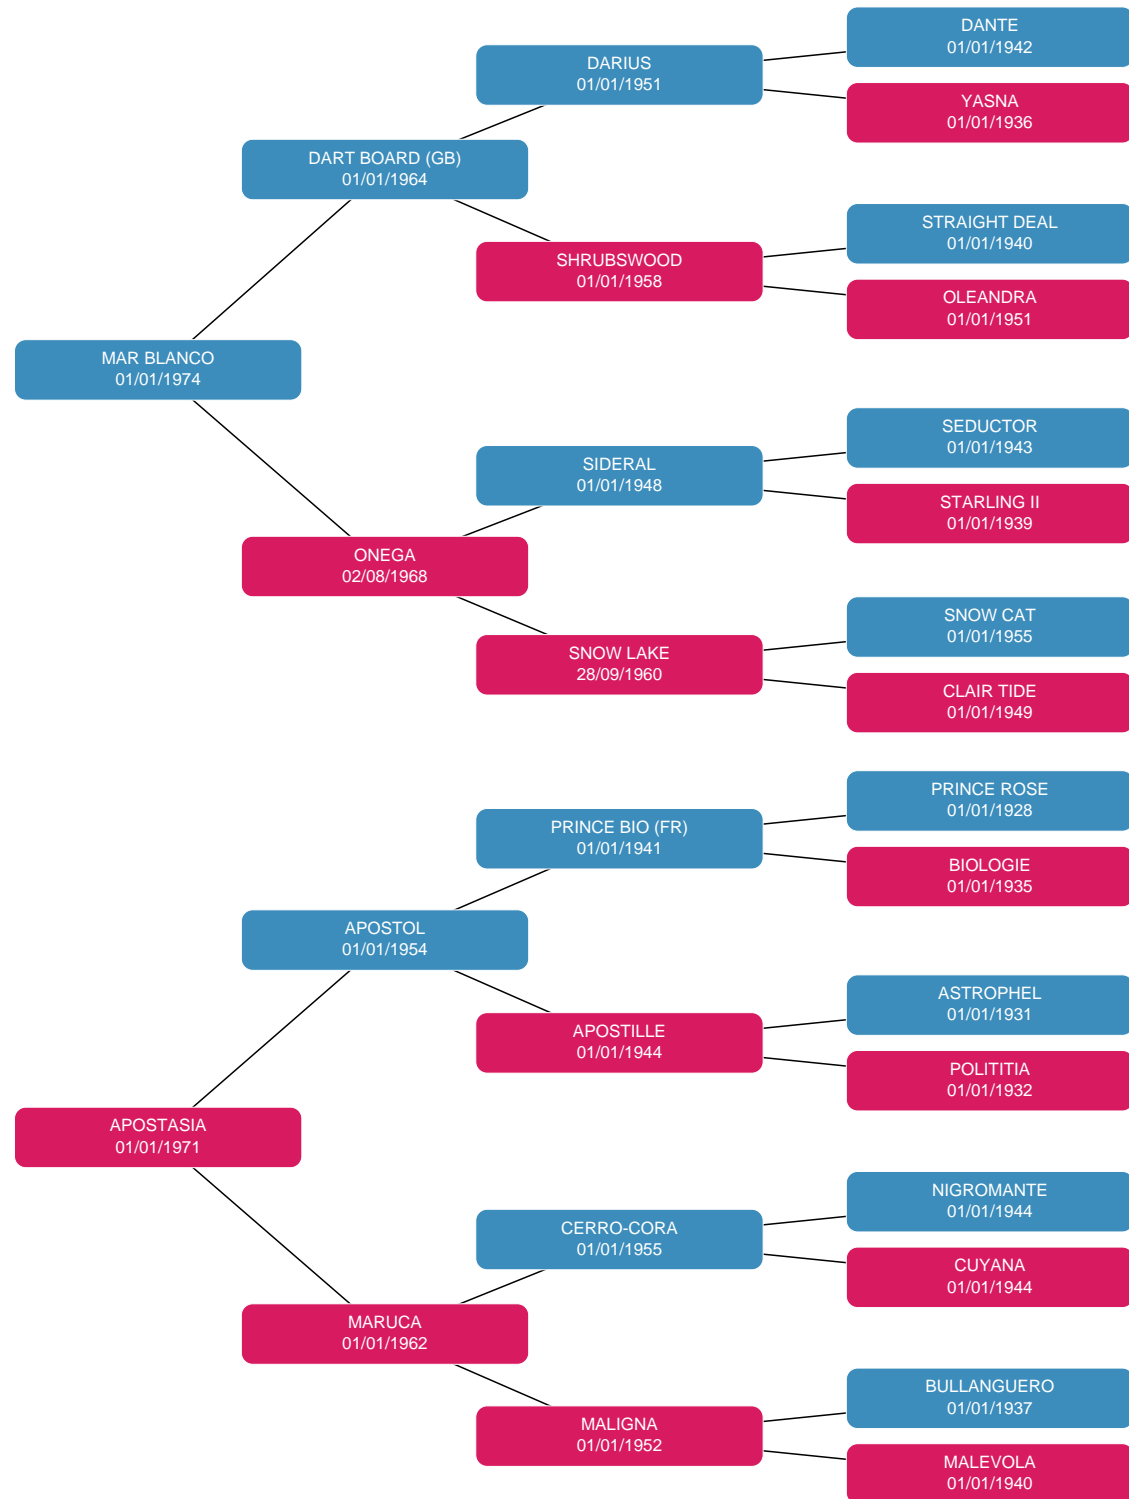 DANTE
01/01/1942
DARIUS
01/01/1951
YASNA
01/01/1936
DART BOARD (GB)
01/01/1964
STRAIGHT DEAL
01/01/1940
SHRUBSWOOD
01/01/1958
OLEANDRA
01/01/1951
MAR BLANCO
01/01/1974
SEDUCTOR
01/01/1943
SIDERAL
01/01/1948
STARLING II
01/01/1939
ONEGA
02/08/1968
SNOW CAT
01/01/1955
SNOW LAKE
28/09/1960
CLAIR TIDE
01/01/1949
PRINCE ROSE
01/01/1928
PRINCE BIO (FR)
01/01/1941
BIOLOGIE
01/01/1935
APOSTOL
01/01/1954
ASTROPHEL
01/01/1931
APOSTILLE
01/01/1944
POLITITIA
01/01/1932
APOSTASIA
01/01/1971
NIGROMANTE
01/01/1944
CERRO-CORA
01/01/1955
CUYANA
01/01/1944
MARUCA
01/01/1962
BULLANGUERO
01/01/1937
MALIGNA
01/01/1952
MALEVOLA
01/01/1940